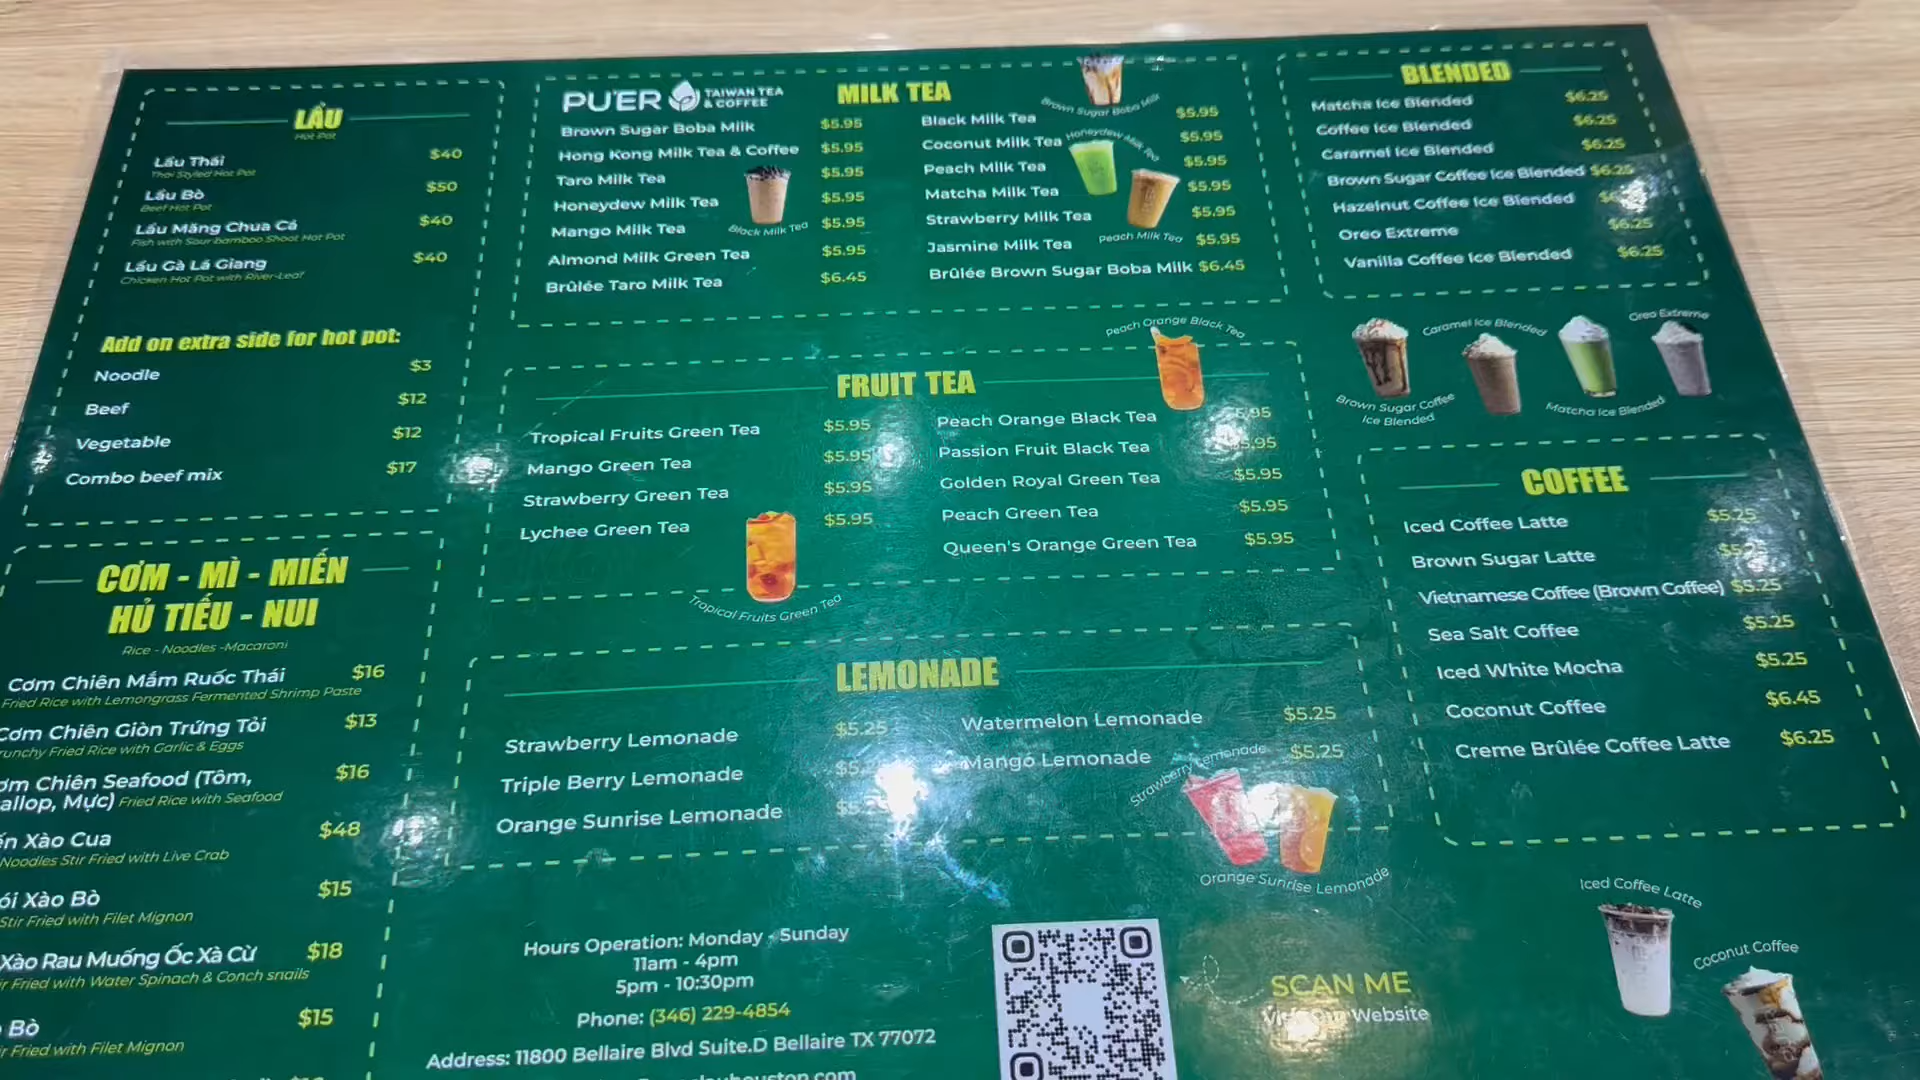 LẨU
Hot Pot
Lẩu Thái $40
Thai Styled Hot Pot
Lẩu Bò $50
Beef Hot Pot
Lẩu Măng Chua Cá $40
Fish with Sour bamboo Shoot Hot Pot
Lẩu Gà Lá Giang $40
Chicken Hot Pot with River-Leaf
Add on extra side for hot pot:
Noodle $3
Beef $12
Vegetable $12
Combo beef mix $17
CƠM - MÌ - MIẾN
HỦ TIẾU - NUI
Rice - Noodles -Macaroni
Cơm Chiên Mắm Ruốc Thái $16
Fried Rice with Lemongrass Fermented Shrimp Paste
Cơm Chiên Giòn Trứng Tỏi $13
runchy Fried Rice with Garlic & Eggs
ơm Chiên Seafood (Tôm, $16
allop, Mực) Fried Rice with Seafood
ến Xào Cua $48
Noodles Stir Fried with Live Crab
ói Xào Bò $15
Stir Fried with Filet Mignon
Xào Rau Muống Ốc Xà Cừ $18
ir Fried with Water Spinach & Conch snails
Bò $15
ir Fried with Filet Mignon
PU'ER TAIWAN TEA
& COFFEE
MILK TEA
Brown Sugar Boba Milk $5.95
Hong Kong Milk Tea & Coffee $5.95
Taro Milk Tea $5.95
Honeydew Milk Tea $5.95
Mango Milk Tea $5.95
Almond Milk Green Tea $5.95
Brûlée Taro Milk Tea $6.45
Black Milk Tea
Brown Sugar Boba Milk
Black Milk Tea $5.95
Coconut Milk Tea $5.95
Peach Milk Tea $5.95
Matcha Milk Tea $5.95
Strawberry Milk Tea $5.95
Jasmine Milk Tea $5.95
Brûlée Brown Sugar Boba Milk $6.45
Honeydew Milk Tea
Peach Milk Tea
FRUIT TEA
Peach Orange Black Tea
Tropical Fruits Green Tea $5.95
Mango Green Tea $5.95
Strawberry Green Tea $5.95
Lychee Green Tea $5.95
Tropical Fruits Green Tea
Peach Orange Black Tea $5.95
Passion Fruit Black Tea $5.95
Golden Royal Green Tea $5.95
Peach Green Tea $5.95
Queen's Orange Green Tea $5.95
LEMONADE
Strawberry Lemonade $5.25
Triple Berry Lemonade
Orange Sunrise Lemonade
Watermelon Lemonade $5.25
Mango Lemonade $5.25
Strawberry Lemonade
Orange Sunrise Lemonade
BLENDED
Matcha Ice Blended $6.25
Coffee Ice Blended $6.25
Caramel Ice Blended $6.25
Brown Sugar Coffee Ice Blended $6.25
Hazelnut Coffee Ice Blended
Oreo Extreme $6.25
Vanilla Coffee Ice Blended $6.25
Brown Sugar Coffee
Ice Blended
Caramel Ice Blended
Matcha Ice Blended
Oreo Extreme
COFFEE
Iced Coffee Latte $5.25
Brown Sugar Latte
Vietnamese Coffee (Brown Coffee) $5.25
Sea Salt Coffee $5.25
Iced White Mocha $5.25
Coconut Coffee $6.45
Creme Brûlée Coffee Latte $6.25
Iced Coffee Latte
Coconut Coffee
Hours Operation: Monday - Sunday
11am - 4pm
5pm - 10:30pm
Phone: (346) 229-4854
Address: 11800 Bellaire Blvd Suite.D Bellaire TX 77072
SCAN ME
Visit Our Website